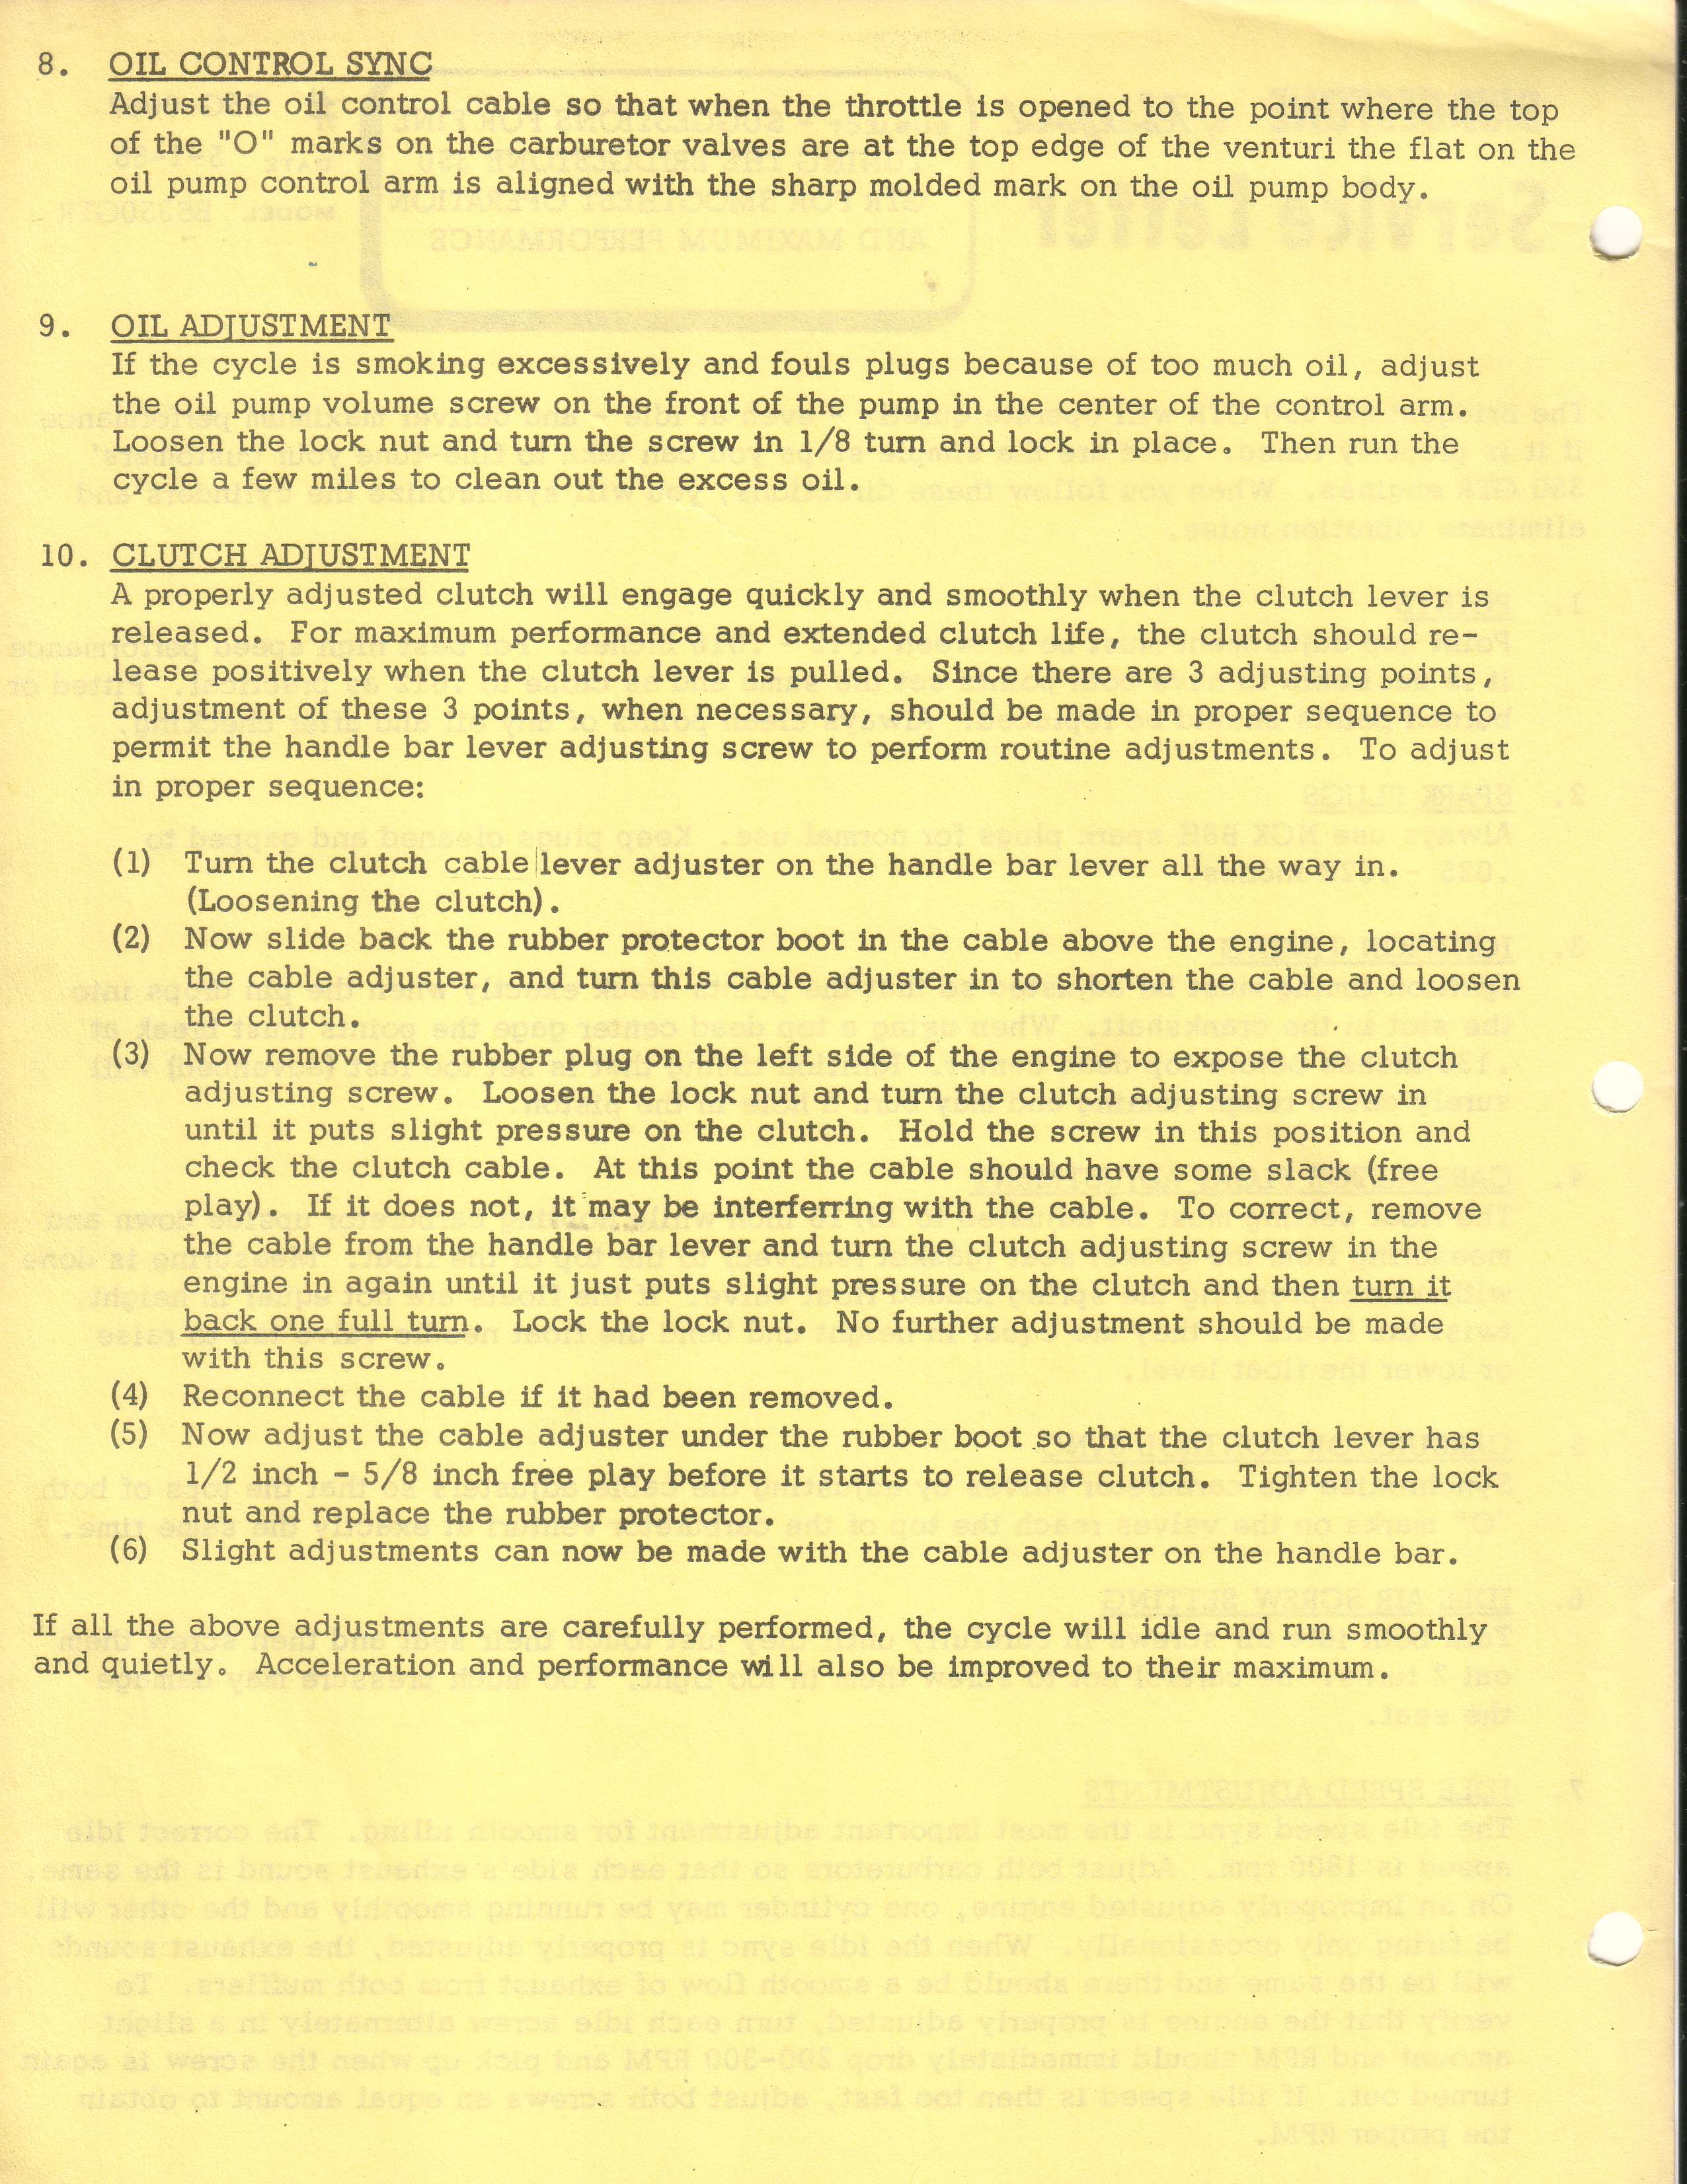 8. OIL CONTROL SYNC
Adjust the oil control cable so that when the throttle is opened to the point where the top
of the "O" marks on the carburetor valves are at the top edge of the venturi the flat on the
oil pump control arm is aligned with the sharp molded mark on the oil pump body.
9. OIL ADJUSTMENT
If the cycle is smoking excessively and fouls plugs because of too much oil, adjust
the oil pump volume screw on the front of the pump in the center of the control arm.
Loosen the lock nut and turn the screw in 1/8 turn and lock in place. Then run the
cycle a few miles to clean out the excess oil.
10. CLUTCH ADJUSTMENT
A properly adjusted clutch will engage quickly and smoothly when the clutch lever is
released. For maximum performance and extended clutch life, the clutch should re-
lease positively when the clutch lever is pulled. Since there are 3 adjusting points,
adjustment of these 3 points, when necessary, should be made in proper sequence to
permit the handle bar lever adjusting screw to perform routine adjustments. To adjust
in proper sequence:
(1) Turn the clutch cable lever adjuster on the handle bar lever all the way in.
(Loosening the clutch).
(2) Now slide back the rubber protector boot in the cable above the engine, locating
the cable adjuster, and turn this cable adjuster in to shorten the cable and loosen
the clutch.
(3) Now remove the rubber plug on the left side of the engine to expose the clutch
adjusting screw. Loosen the lock nut and turn the clutch adjusting screw in
until it puts slight pressure on the clutch. Hold the screw in this position and
check the clutch cable. At this point the cable should have some slack (free
play). If it does not, it may be interferring with the cable. To correct, remove
the cable from the handle bar lever and turn the clutch adjusting screw in the
engine in again until it just puts slight pressure on the clutch and then turn it
back one full turn. Lock the lock nut. No further adjustment should be made
with this screw.
(4) Reconnect the cable if it had been removed.
(5) Now adjust the cable adjuster under the rubber boot so that the clutch lever has
1/2 inch - 5/8 inch free play before it starts to release clutch. Tighten the lock
nut and replace the rubber protector.
(6) Slight adjustments can now be made with the cable adjuster on the handle bar.
If all the above adjustments are carefully performed, the cycle will idle and run smoothly
and quietly. Acceleration and performance will also be improved to their maximum.